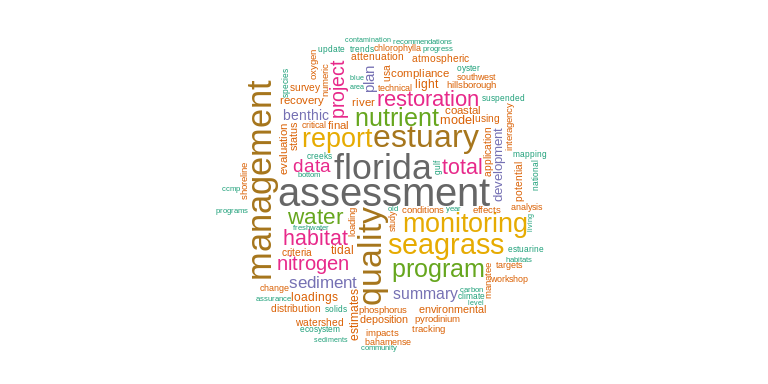 contamination
recommendations
update
trends
chlorophylla
progress
attenuation
atmospheric
oxygen
numeric
species
project
plan
usa
compliance
oyster
blue
area
technical
light
southwest
hillsborough
survey
recovery
river
restoration
suspended
management
benthic
critical
final
nutrient
coastal
model
using
interagency
evaluation
status
report
estuary
application
development
creeks
data
florida
gulf
total
mapping
national
potential
shoreline
ccmp
bottom
assessment
programs
water
freshwater
loading
quality
old
study
conditions
year
effects
analysis
monitoring
living
habitat
criteria
tidal
seagrass
estuarine
habitats
nitrogen
program
manatee
targets
workshop
change
sediment
summary
carbon
climate
level
assurance
loadings
estimates
distribution
solids
phosphorus
environmental
watershed
deposition
pyrodinium
ecosystem
tracking
sediments
impacts
bahamense
community